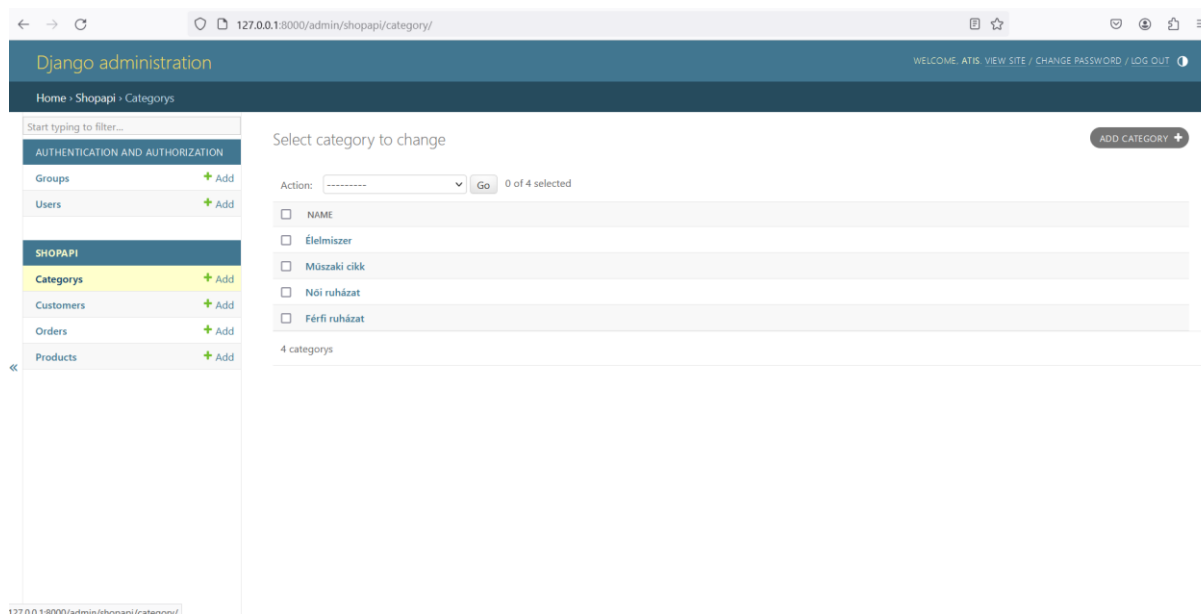 127.0.0.1:8000/admin/shopapi/category/
Django administration
WELCOME, ATIS. VIEW SITE / CHANGE PASSWORD / LOG OUT
Home › Shopapi › Categorys
Start typing to filter...
AUTHENTICATION AND AUTHORIZATION
Groups + Add
Users + Add
SHOPAPI
Categorys + Add
Customers + Add
Orders + Add
Products + Add
«
Select category to change
ADD CATEGORY +
Action: --------- Go 0 of 4 selected
NAME
Élelmiszer
Műszaki cikk
Női ruházat
Férfi ruházat
4 categorys
127.0.0.1:8000/admin/shopapi/category/